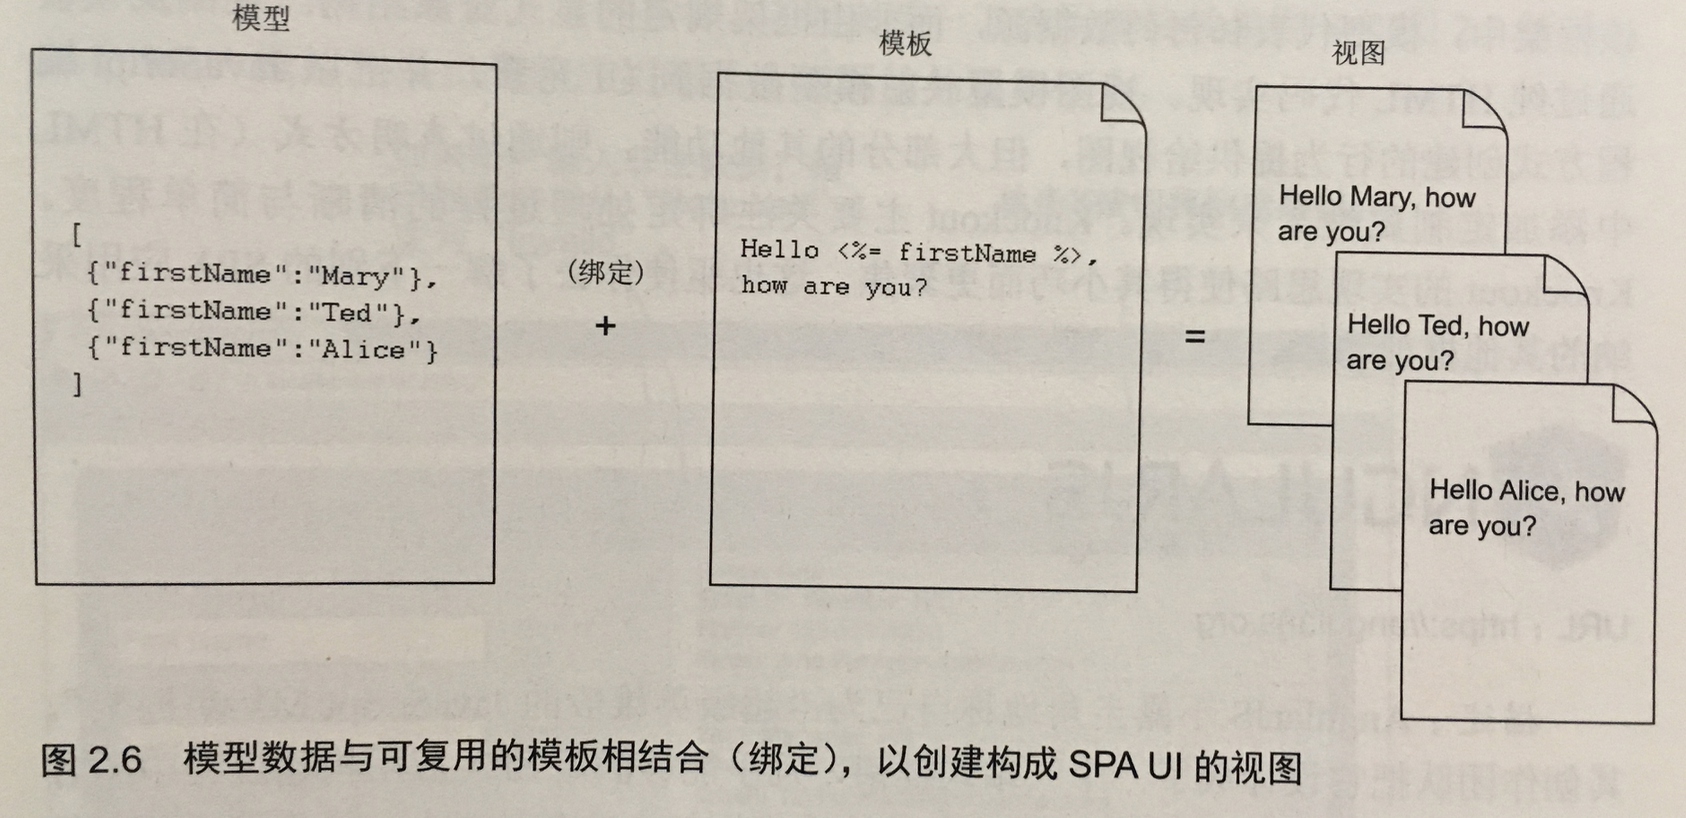 模型
[
{"firstName":"Mary"},
{"firstName":"Ted"},
{"firstName":"Alice"}
]
（绑定）
+
模板
Hello <%= firstName %>,
how are you?
=
视图
Hello Mary, how
are you?
Hello Ted, how
are you?
Hello Alice, how
are you?
图 2.6 模型数据与可复用的模板相结合（绑定），以创建构成 SPA UI 的视图